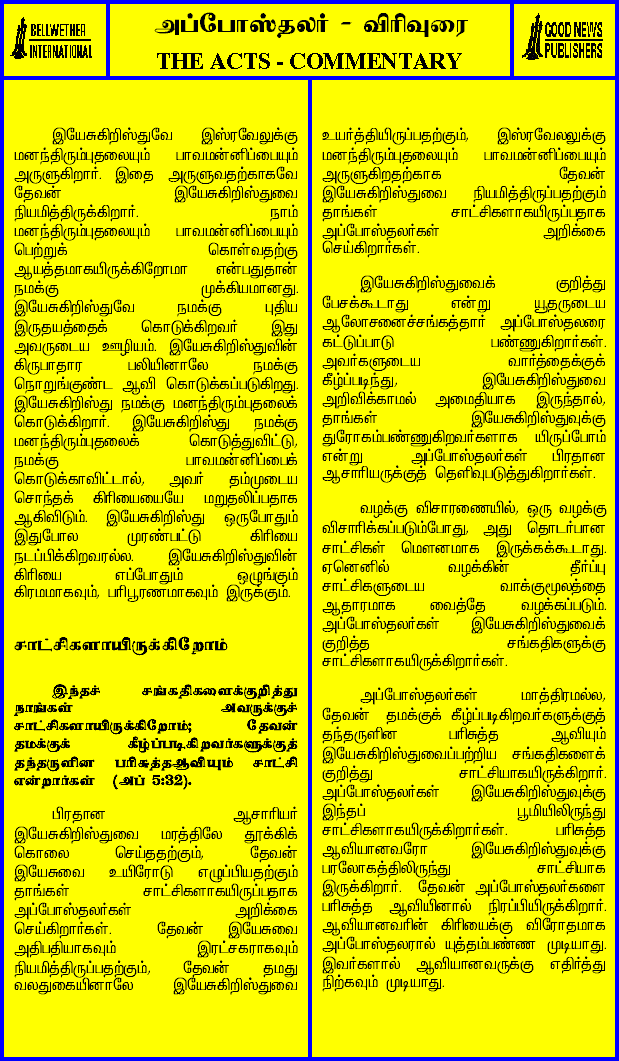 BELLWETHER
INTERNATIONAL
அப்போஸ்தலர் - விரிவுரை
THE ACTS - COMMENTARY
GOOD NEWS
PUBLISHERS
இயேசுகிறிஸ்துவே இஸ்ரவேலுக்கு
மனந்திரும்புதலையும் பாவமன்னிப்பையும்
அருளுகிறார். இதை அருளுவதற்காகவே
தேவன் இயேசுகிறிஸ்துவை
நியமித்திருக்கிறார். நாம்
மனந்திரும்புதலையும் பாவமன்னிப்பையும்
பெற்றுக் கொள்வதற்கு
ஆயத்தமாகயிருக்கிறோமா என்பதுதான்
நமக்கு முக்கியமானது.
இயேசுகிறிஸ்துவே நமக்கு புதிய
இருதயத்தைக் கொடுக்கிறவர் இது
அவருடைய ஊழியம். இயேசுகிறிஸ்துவின்
கிருபாதார பலியினாலே நமக்கு
நொறுங்குண்ட ஆவி கொடுக்கப்படுகிறது.
இயேசுகிறிஸ்து நமக்கு மனந்திரும்புதலைக்
கொடுக்கிறார். இயேசுகிறிஸ்து நமக்கு
மனந்திரும்புதலைக் கொடுத்துவிட்டு,
நமக்கு பாவமன்னிப்பைக்
கொடுக்காவிட்டால், அவர் தம்முடைய
சொந்தக் கிரியையையே மறுதலிப்பதாக
ஆகிவிடும். இயேசுகிறிஸ்து ஒருபோதும்
இதுபோல முரண்பட்டு கிரியை
நடப்பிக்கிறவரல்ல. இயேசுகிறிஸ்துவின்
கிரியை எப்போதும் ஒழுங்கும்
கிரமமாகவும், பரிபூரணமாகவும் இருக்கும்.
சாட்சிகளாயிருக்கிறோம்
இந்தச் சங்கதிகளைக்குறித்து
நாங்கள் அவருக்குச்
சாட்சிகளாயிருக்கிறோம்; தேவன்
தமக்குக் கீழ்ப்படிகிறவர்களுக்குத்
தந்தருளின பரிசுத்தஆவியும் சாட்சி
என்றார்கள் (அப் 5:32).
பிரதான ஆசாரியர்
இயேசுகிறிஸ்துவை மரத்திலே தூக்கிக்
கொலை செய்ததற்கும், தேவன்
இயேசுவை உயிரோடு எழுப்பியதற்கும்
தாங்கள் சாட்சிகளாகயிருப்பதாக
அப்போஸ்தலர்கள் அறிக்கை
செய்கிறார்கள். தேவன் இயேசுவை
அதிபதியாகவும் இரட்சகராகவும்
நியமித்திருப்பதற்கும், தேவன் தமது
வலதுகையினாலே இயேசுகிறிஸ்துவை
உயர்த்தியிருப்பதற்கும், இஸ்ரவேலலுக்கு
மனந்திரும்புதலையும் பாவமன்னிப்பையும்
அருளுகிறதற்காக தேவன்
இயேசுகிறிஸ்துவை நியமித்திருப்பதற்கும்
தாங்கள் சாட்சிகளாகயிருப்பதாக
அப்போஸ்தலர்கள் அறிக்கை
செய்கிறார்கள்.
இயேசுகிறிஸ்துவைக் குறித்து
பேசக்கூடாது என்று யூதருடைய
ஆலோசனைச்சங்கத்தார் அப்போஸ்தலரை
கட்டுப்பாடு பண்ணுகிறார்கள்.
அவர்களுடைய வார்த்தைக்குக்
கீழ்ப்படிந்து, இயேசுகிறிஸ்துவை
அறிவிக்காமல் அமைதியாக இருந்தால்,
தாங்கள் இயேசுகிறிஸ்துவுக்கு
துரோகம்பண்ணுகிறவர்களாக யிருப்போம்
என்று அப்போஸ்தலர்கள் பிரதான
ஆசாரியருக்குத் தெளிவுபடுத்துகிறார்கள்.
வழக்கு விசாரணையில், ஒரு வழக்கு
விசாரிக்கப்படும்போது, அது தொடர்பான
சாட்சிகள் மௌனமாக இருக்கக்கூடாது.
ஏனெனில் வழக்கின் தீர்ப்பு
சாட்சிகளுடைய வாக்குமூலத்தை
ஆதாரமாக வைத்தே வழக்கப்படும்.
அப்போஸ்தலர்கள் இயேசுகிறிஸ்துவைக்
குறித்த சங்கதிகளுக்கு
சாட்சிகளாகயிருக்கிறார்கள்.
அப்போஸ்தலர்கள் மாத்திரமல்ல,
தேவன் தமக்குக் கீழ்ப்படிகிறவர்களுக்குத்
தந்தருளின பரிசுத்த ஆவியும்
இயேசுகிறிஸ்துவைப்பற்றிய சங்கதிகளைக்
குறித்து சாட்சியாகயிருக்கிறார்.
அப்போஸ்தலர்கள் இயேசுகிறிஸ்துவுக்கு
இந்தப் பூமியிலிருந்து
சாட்சிகளாகயிருக்கிறார்கள். பரிசுத்த
ஆவியானவரோ இயேசுகிறிஸ்துவுக்கு
பரலோகத்திலிருந்து சாட்சியாக
இருக்கிறார். தேவன் அப்போஸ்தலர்களை
பரிசுத்த ஆவியினால் நிரப்பியிருக்கிறார்.
ஆவியானவரின் கிரியைக்கு விரோதமாக
அப்போஸ்தலரால் யுத்தம்பண்ண முடியாது.
இவர்களால் ஆவியானவருக்கு எதிர்த்து
நிற்கவும் முடியாது.